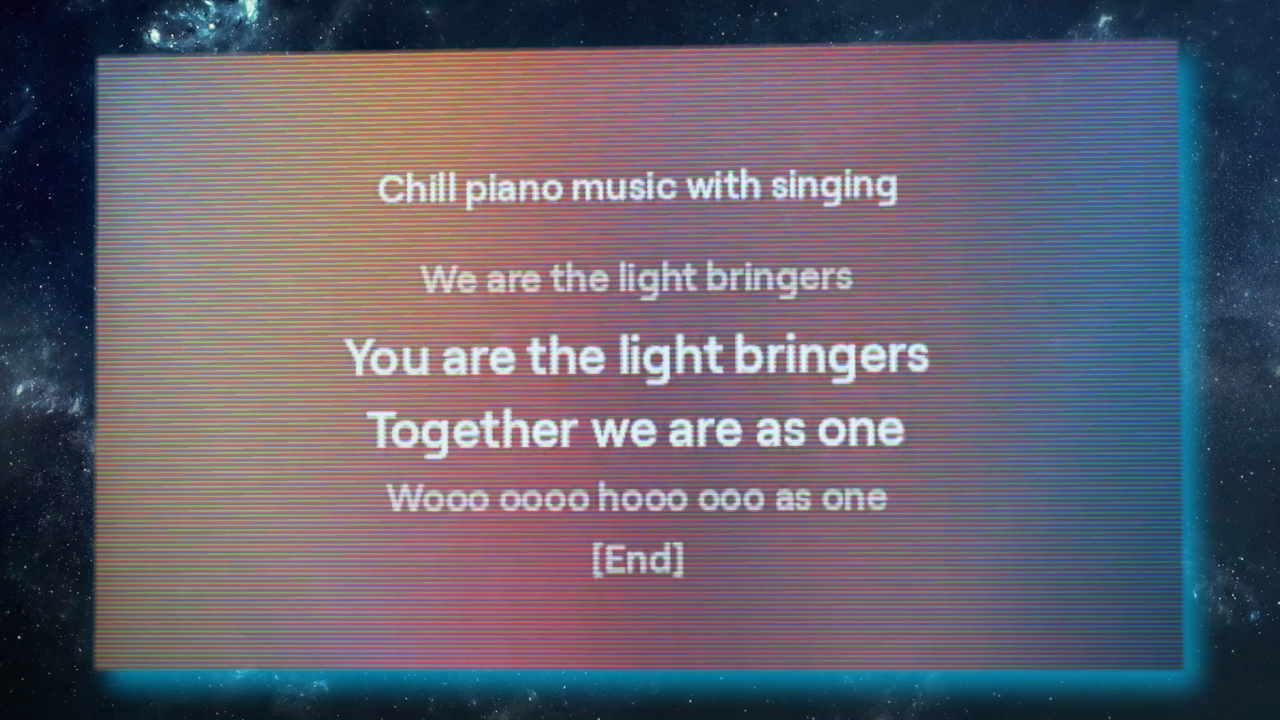 Chill piano music with singing
We are the light bringers
You are the light bringers
Together we are as one
Wooo oooo hooo ooo as one
[End]